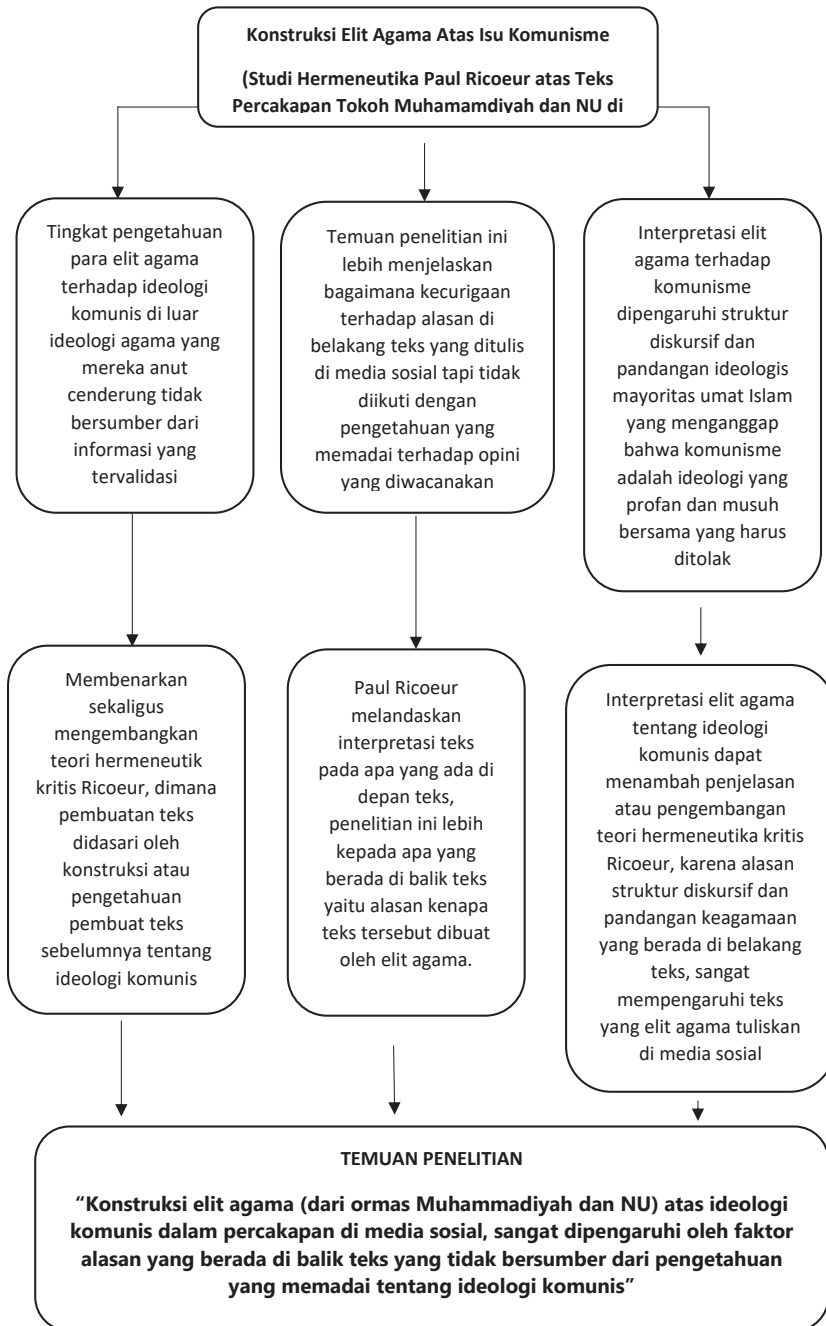 Konstruksi Elit Agama Atas Isu Komunisme
(Studi Hermeneutika Paul Ricoeur atas Teks
Percakapan Tokoh Muhamamdiyah dan NU di
Tingkat pengetahuan
para elit agama
terhadap ideologi
komunis di luar
ideologi agama yang
mereka anut
cenderung tidak
bersumber dari
informasi yang
tervalidasi
Temuan penelitian ini
lebih menjelaskan
bagaimana kecurigaan
terhadap alasan di
belakang teks yang ditulis
di media sosial tapi tidak
diikuti dengan
pengetahuan yang
memadai terhadap opini
yang diwacanakan
Interpretasi elit
agama terhadap
komunisme
dipengaruhi struktur
diskursif dan
pandangan ideologis
mayoritas umat Islam
yang menganggap
bahwa komunisme
adalah ideologi yang
profan dan musuh
bersama yang harus
ditolak
Membenarkan
sekaligus
mengembangkan
teori hermeneutik
kritis Ricoeur, dimana
pembuatan teks
didasari oleh
konstruksi atau
pengetahuan
pembuat teks
sebelumnya tentang
ideologi komunis
Paul Ricoeur
melandaskan
interpretasi teks
pada apa yang ada di
depan teks,
penelitian ini lebih
kepada apa yang
berada di balik teks
yaitu alasan kenapa
teks tersebut dibuat
oleh elit agama.
Interpretasi elit agama
tentang ideologi
komunis dapat
menambah penjelasan
atau pengembangan
teori hermeneutika kritis
Ricoeur, karena alasan
struktur diskursif dan
pandangan keagamaan
yang berada di belakang
teks, sangat
mempengaruhi teks
yang elit agama tuliskan
di media sosial
TEMUAN PENELITIAN
“Konstruksi elit agama (dari ormas Muhammadiyah dan NU) atas ideologi
komunis dalam percakapan di media sosial, sangat dipengaruhi oleh faktor
alasan yang berada di balik teks yang tidak bersumber dari pengetahuan
yang memadai tentang ideologi komunis”